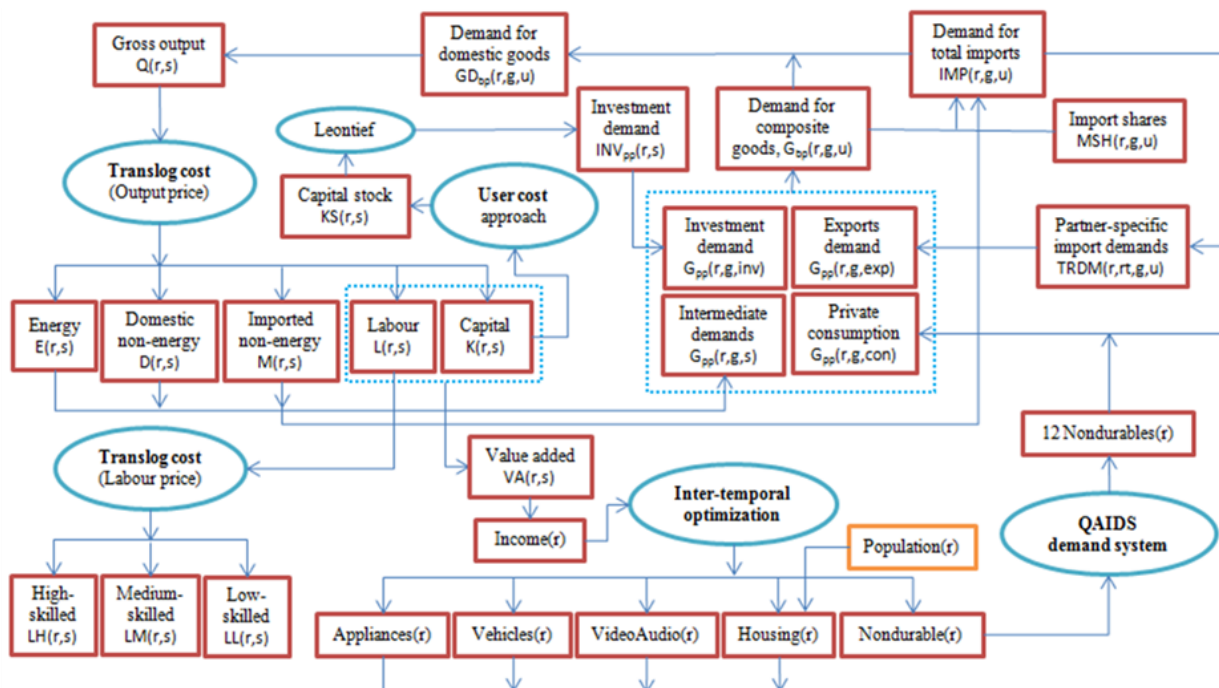 Gross output
Q(r,s)
Demand for
domestic goods
GDbp(r,g,u)
Demand for
total imports
IMP(r,g,u)
Leontief
Investment
demand
INVpp(r,s)
Demand for
composite
goods, Gbp(r,g,u)
Import shares
MSH(r,g,u)
Translog cost
(Output price)
Capital stock
KS(r,s)
User cost
approach
Investment
demand
Gpp(r,g,inv)
Exports
demand
Gpp(r,g,exp)
Partner-specific
import demands
TRDM(r,rt,g,u)
Energy
E(r,s)
Domestic
non-energy
D(r,s)
Imported
non-energy
M(r,s)
Labour
L(r,s)
Capital
K(r,s)
Intermediate
demands
Gpp(r,g,s)
Private
consumption
Gpp(r,g,con)
12 Nondurables(r)
Translog cost
(Labour price)
Value added
VA(r,s)
Inter-temporal
optimization
QAIDS
demand system
Income(r)
Population(r)
High-
skilled
LH(r,s)
Medium-
skilled
LM(r,s)
Low-
skilled
LL(r,s)
Appliances(r)
Vehicles(r)
VideoAudio(r)
Housing(r)
Nondurable(r)